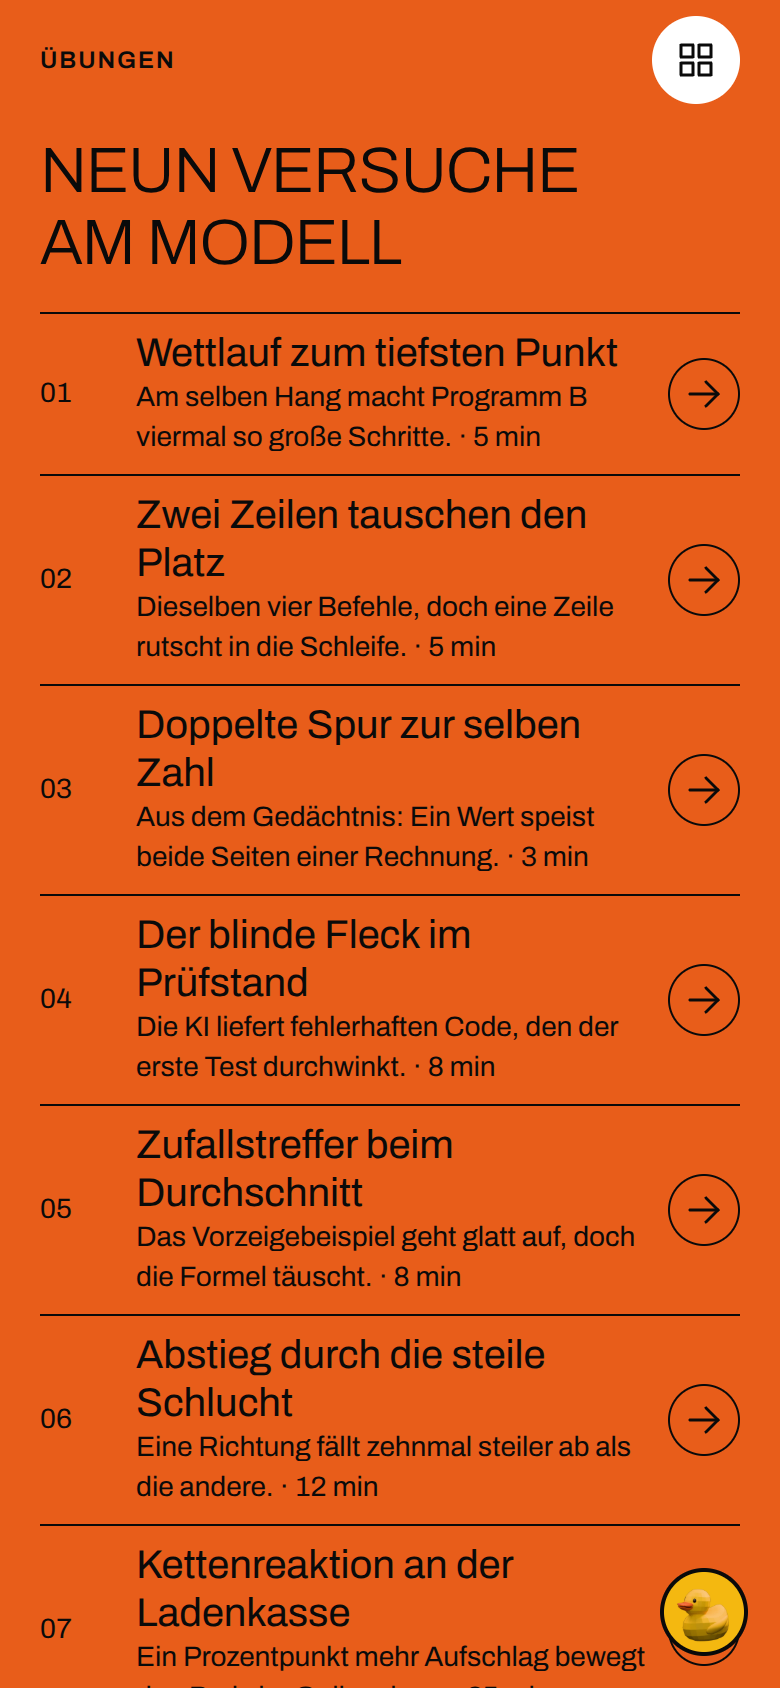 ÜBUNGEN
NEUN VERSUCHE
AM MODELL
01
Wettlauf zum tiefsten Punkt
Am selben Hang macht Programm B
viermal so große Schritte. · 5 min
02
Zwei Zeilen tauschen den
Platz
Dieselben vier Befehle, doch eine Zeile
rutscht in die Schleife. · 5 min
03
Doppelte Spur zur selben
Zahl
Aus dem Gedächtnis: Ein Wert speist
beide Seiten einer Rechnung. · 3 min
04
Der blinde Fleck im
Prüfstand
Die KI liefert fehlerhaften Code, den der
erste Test durchwinkt. · 8 min
05
Zufallstreffer beim
Durchschnitt
Das Vorzeigebeispiel geht glatt auf, doch
die Formel täuscht. · 8 min
06
Abstieg durch die steile
Schlucht
Eine Richtung fällt zehnmal steiler ab als
die andere. · 12 min
07
Kettenreaktion an der
Ladenkasse
Ein Prozentpunkt mehr Aufschlag bewegt